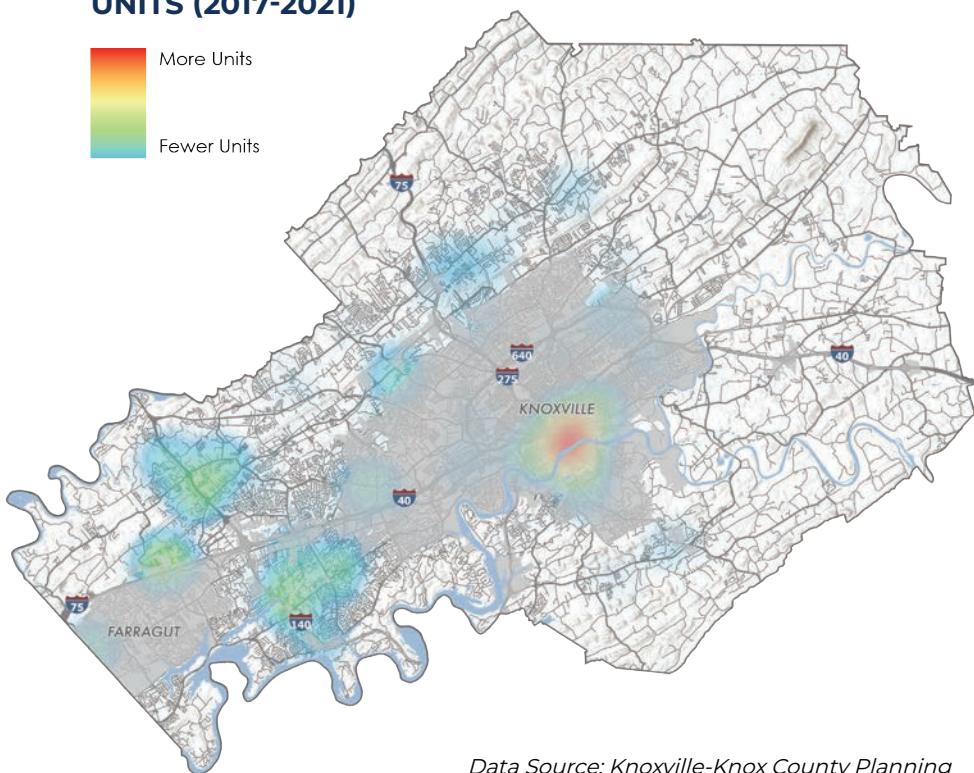 UNITS (2017-2021)
More Units
Fewer Units
75
640
275
40
KNOXVILLE
40
75
FARRAGUT
140
Data Source: Knoxville-Knox County Planning